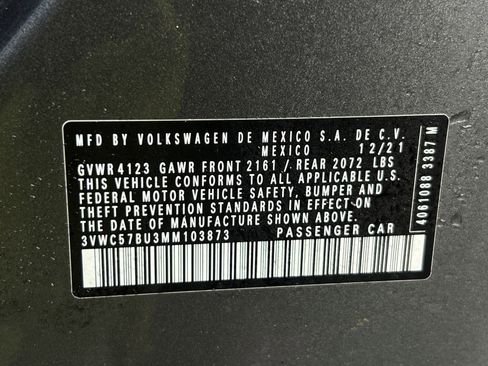 MFD BY VOLKSWAGEN DE MEXICO S.A. DE C.V.
MEXICO 12/21
GVWR 4123 GAWR FRONT 2161 / REAR 2072 LBS
THIS VEHICLE CONFORMS TO ALL APPLICABLE U.S.
FEDERAL MOTOR VEHICLE SAFETY, BUMPER AND
THEFT PREVENTION STANDARDS IN EFFECT ON THE
DATE OF MANUFACTURE SHOWN ABOVE.
3VWC57BU3MM103873 PASSENGER CAR
4061088 3387 M